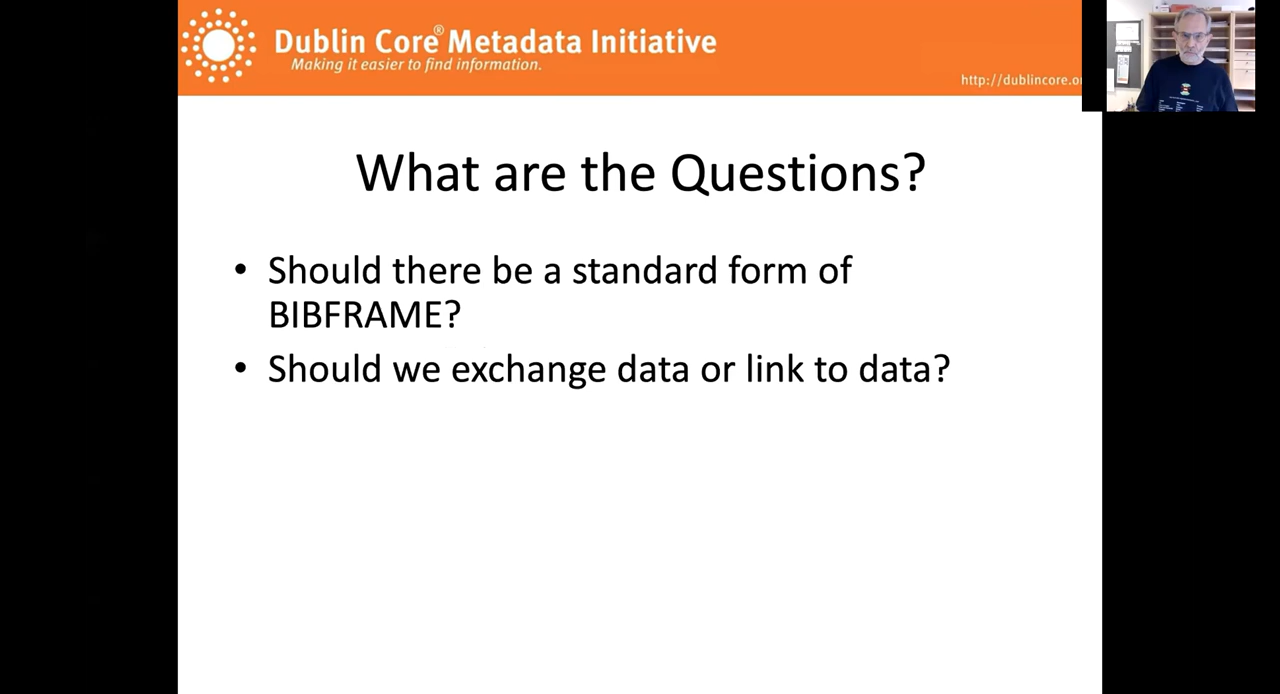 Dublin Core® Metadata Initiative
Making it easier to find information.
http://dublincore.or
What are the Questions?
• Should there be a standard form of
BIBFRAME?
• Should we exchange data or link to data?